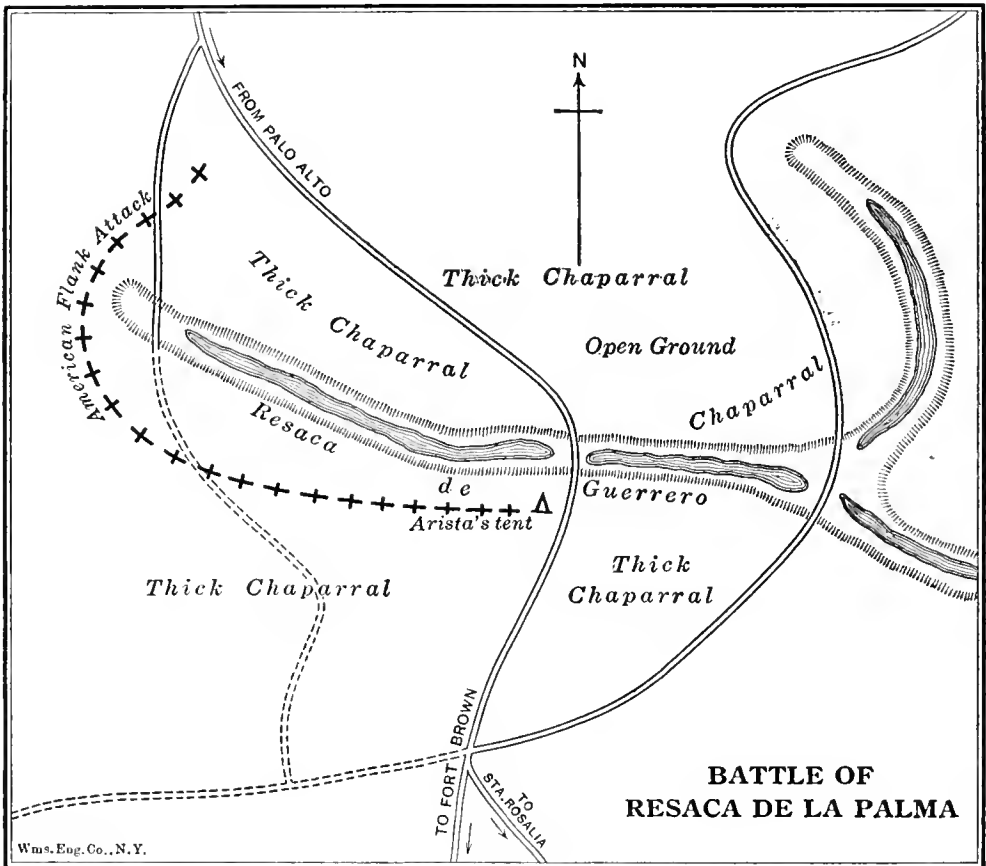 N
FROM PALO ALTO
American Flank Attack
Thick Chaparral
Thick
Chaparral
Open Ground
Chaparral
Resaca
de
Guerrero
Arista's tent
Thick Chaparral
Thick
Chaparral
TO FORT BROWN
TO
STA. ROSALIA
BATTLE OF
RESACA DE LA PALMA
Wms. Eng. Co., N.Y.